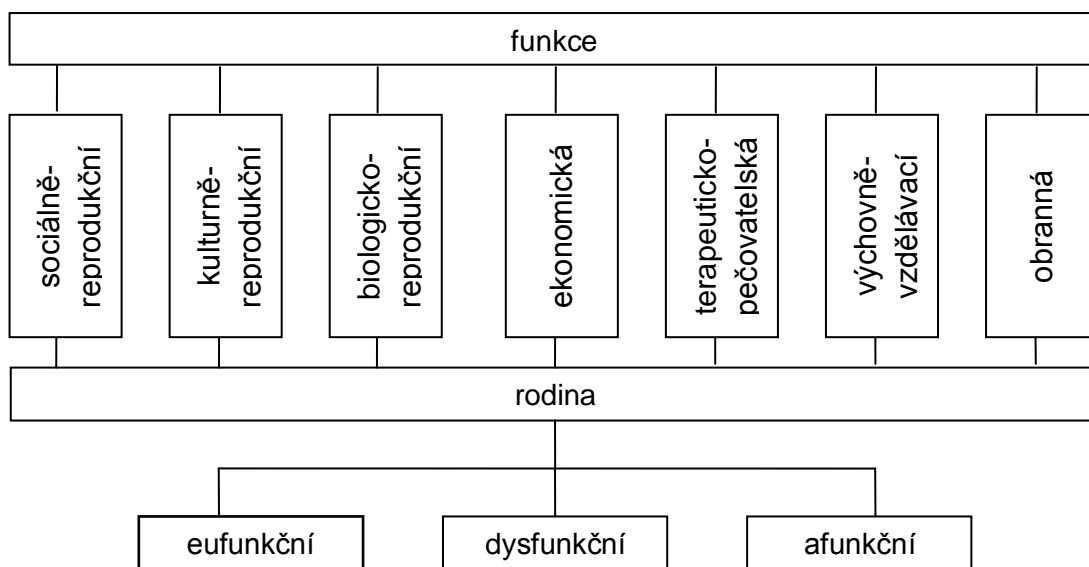 funkce
sociálně-
reprodukční
kulturně-
reprodukční
biologicko-
reprodukční
ekonomická
terapeuticko-
pečovatelská
výchovně-
vzdělávací
obranná
rodina
eufunkční
dysfunkční
afunkční